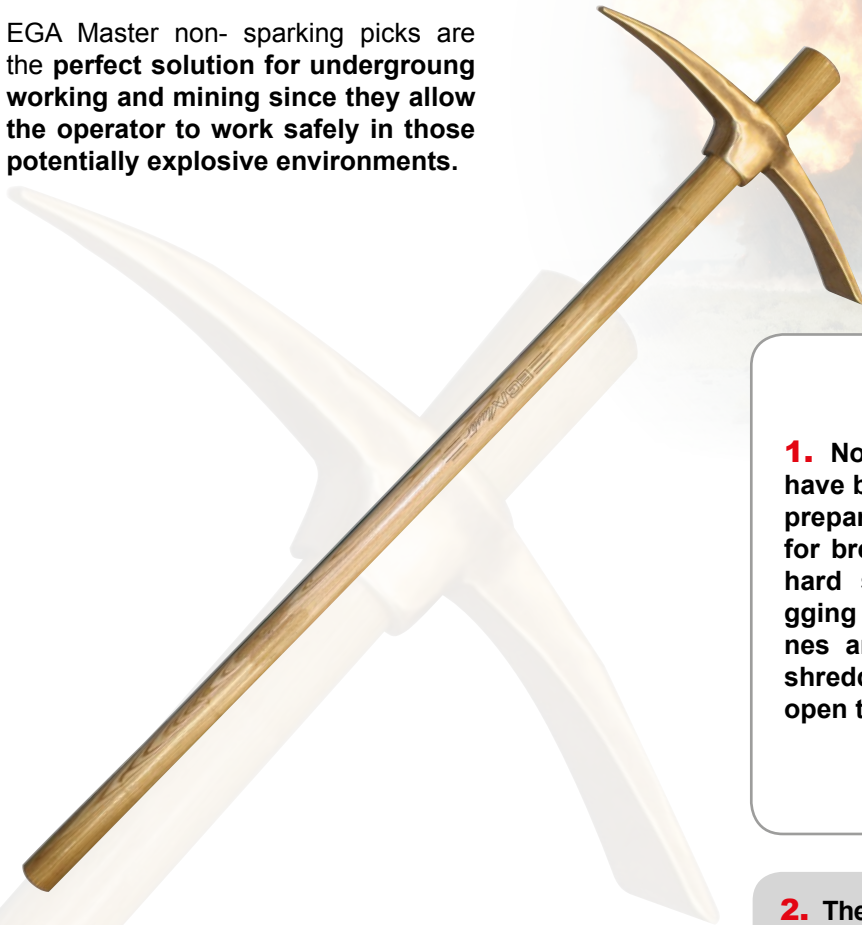 EGA Master non- sparking picks are
the perfect solution for undergroung
working and mining since they allow
the operator to work safely in those
potentially explosive environments.
EGA Master
1. No
have b
prepar
for bre
hard s
gging
nes a
shredd
open t
2. The